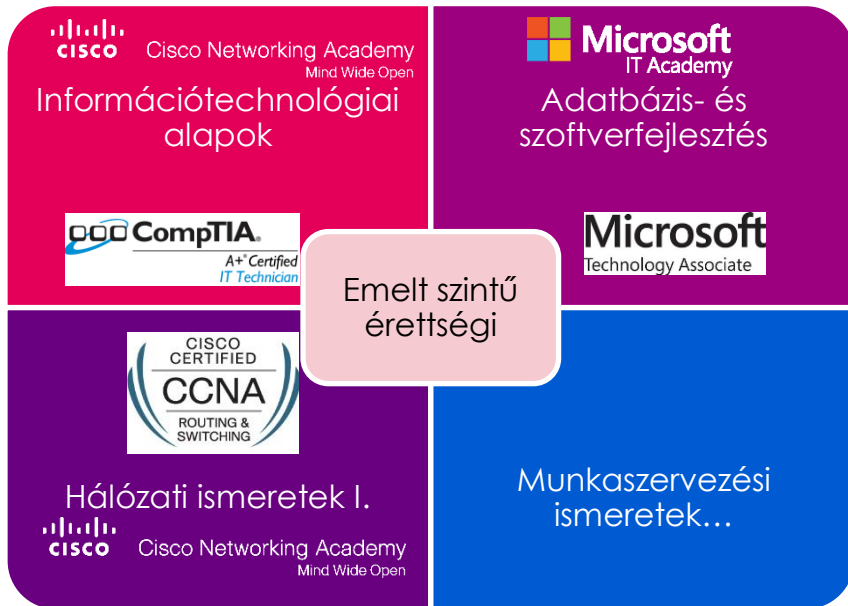 CISCO Cisco Networking Academy
Mind Wide Open
Információtechnológiai
alapok
CompTIA.
A+® Certified
IT Technician
Microsoft
IT Academy
Adatbázis- és
szoftverfejlesztés
Microsoft
Technology Associate
Emelt szintű
érettségi
CISCO
CERTIFIED
CCNA
ROUTING &
SWITCHING
Hálózati ismeretek I.
CISCO Cisco Networking Academy
Mind Wide Open
Munkaszervezési
ismeretek…